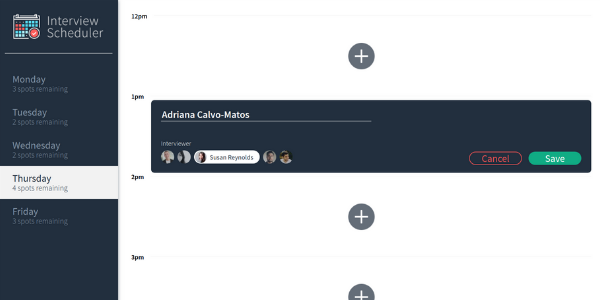 Interview
Scheduler
Monday
3 spots remaining
Tuesday
2 spots remaining
Wednesday
2 spots remaining
Thursday
4 spots remaining
Friday
3 spots remaining
12pm
1pm
Adriana Calvo-Matos
Interviewer
Susan Reynolds
Cancel
Save
2pm
3pm